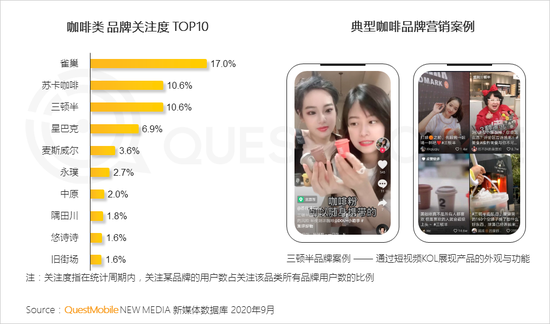 咖啡类 品牌关注度 TOP10
雀巢 17.0%
苏卡咖啡 10.6%
三顿半 10.6%
星巴克 6.9%
麦斯威尔 3.6%
永璞 2.7%
中原 2.0%
隅田川 1.8%
悠诗诗 1.6%
旧街场 1.6%
典型咖啡品牌营销案例
咖啡粉
三顿半品牌案例 —— 通过短视频KOL展现产品的外观与功能
注：关注度指在统计周期内，关注某品牌的用户数占关注该品类所有品牌用户数的比例
Source：QuestMobile NEW MEDIA 新媒体数据库 2020年9月